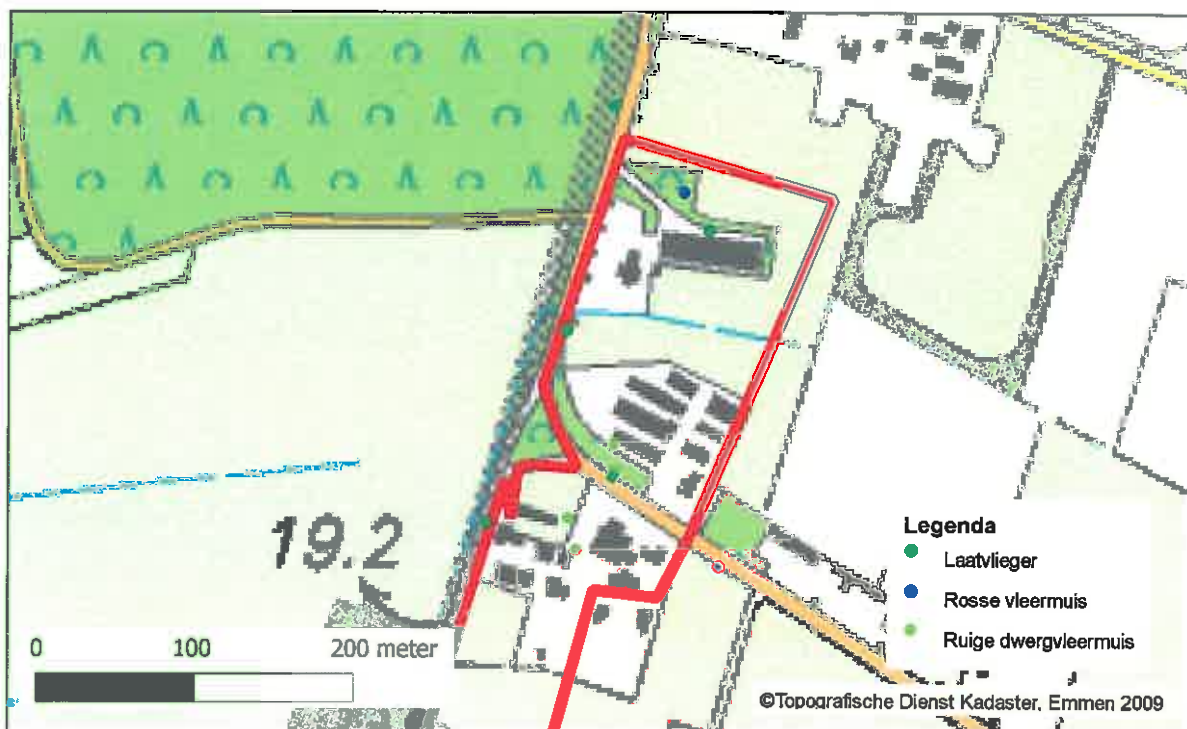 19.2
0 100 200 meter
Legenda
Laatvlieger
Rosse vleermuis
Ruige dwergvleermuis
©Topografische Dienst Kadaster, Emmen 2009